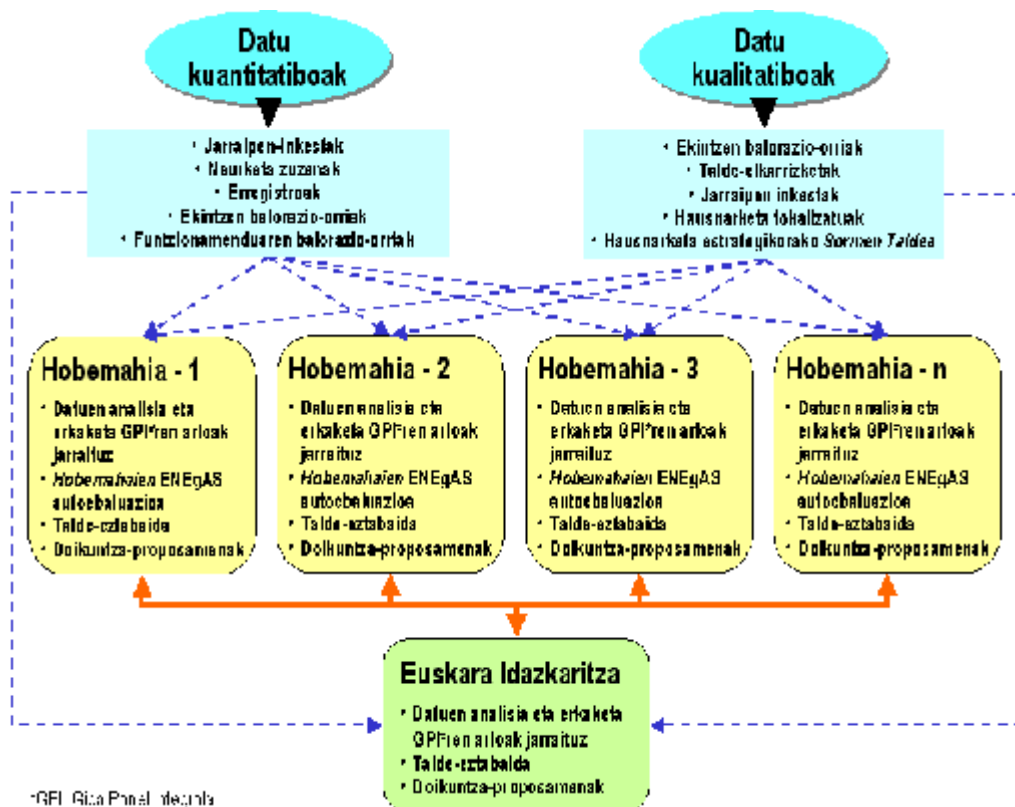 Datu
kuantitatiboak
Datu
kualitatiboak
• Jarraipen-inkestak
• Neurketa zuzenak
• Erregistroak
• Ekintzen balorazio-orriak
• Funtzionamenduaren balorazio-orriak
• Ekintzen balorazio-orriak
• Talde-elkarrizketak
• Jarraipen inkestak
• Hausnarketa fokalizatuak
• Hausnarketa estrategikorako Sormen Taldea
Hobemahia - 1
• Datuen analisia eta
erkaketa GPI*ren arloak
jarraituz
• Hobemahaien ENEgAS
autoebaluazioa
• Talde-eztabaida
• Doikuntza-proposamenak
Hobemahia - 2
• Datuen analisia eta
erkaketa GPI*ren arloak
jarraituz
• Hobemahaien ENEgAS
autoebaluazioa
• Talde-eztabaida
• Doikuntza-proposamenak
Hobemahia - 3
• Datuen analisia eta
erkaketa GPI*ren arloak
jarraituz
• Hobemahaien ENEgAS
autoebaluazioa
• Talde-eztabaida
• Doikuntza-proposamenak
Hobemahia - n
• Datuen analisia eta
erkaketa GPI*ren arloak
jarraituz
• Hobemahaien ENEgAS
autoebaluazioa
• Talde-eztabaida
• Doikuntza-proposamenak
Euskara Idazkaritza
• Datuen analisia eta erkaketa
GPI*ren arloak jarraituz
• Talde-eztabaida
• Doikuntza-proposamenak